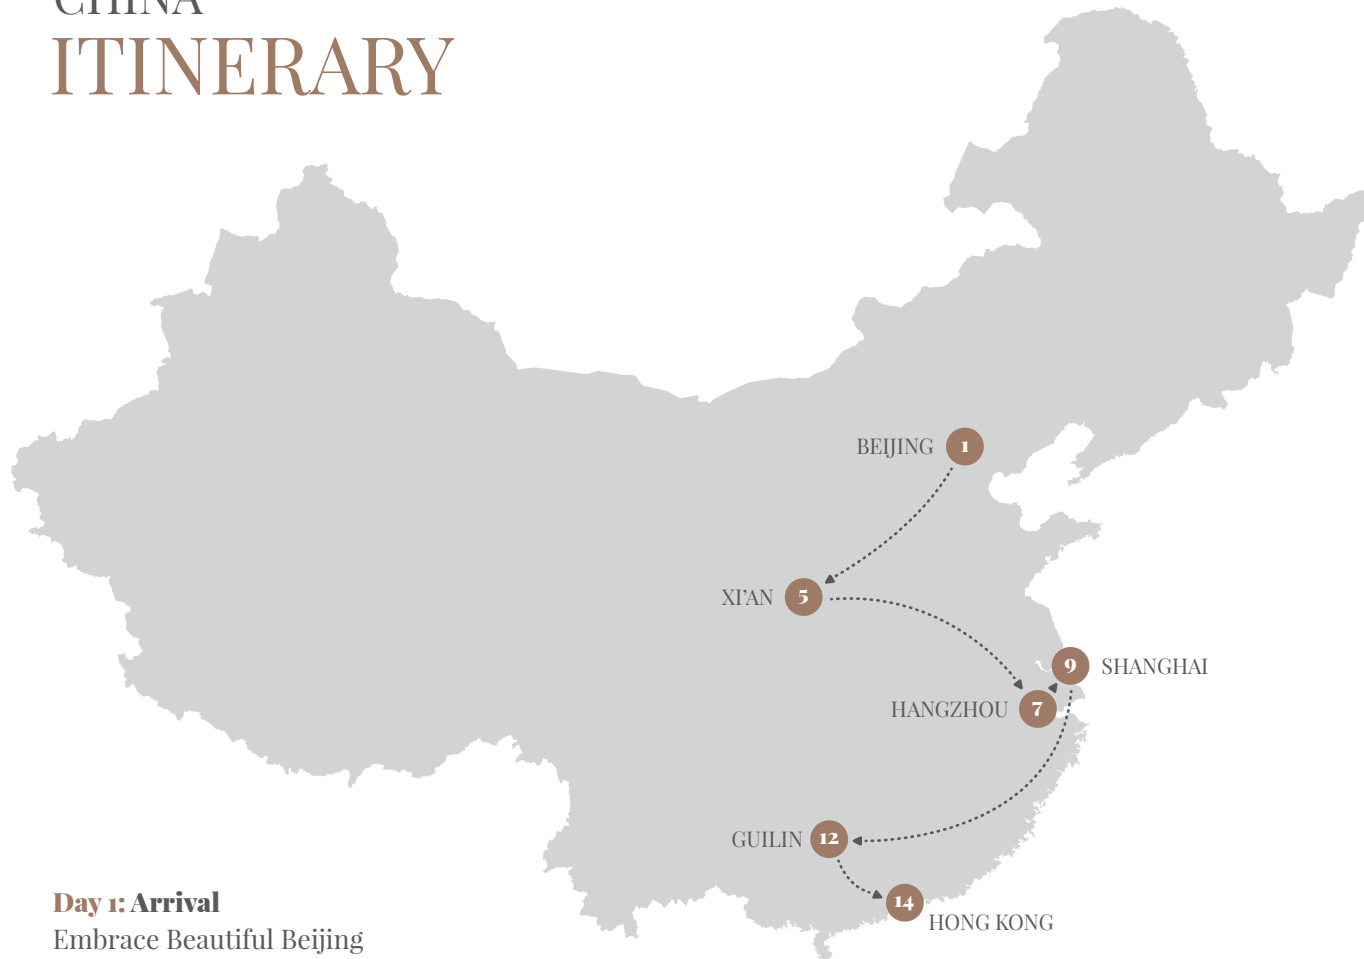 CHINA
ITINERARY
BEIJING 1
XI'AN 5
9 SHANGHAI
HANGZHOU 7
GUILIN 12
14
HONG KONG
Day 1: Arrival
Embrace Beautiful Beijing